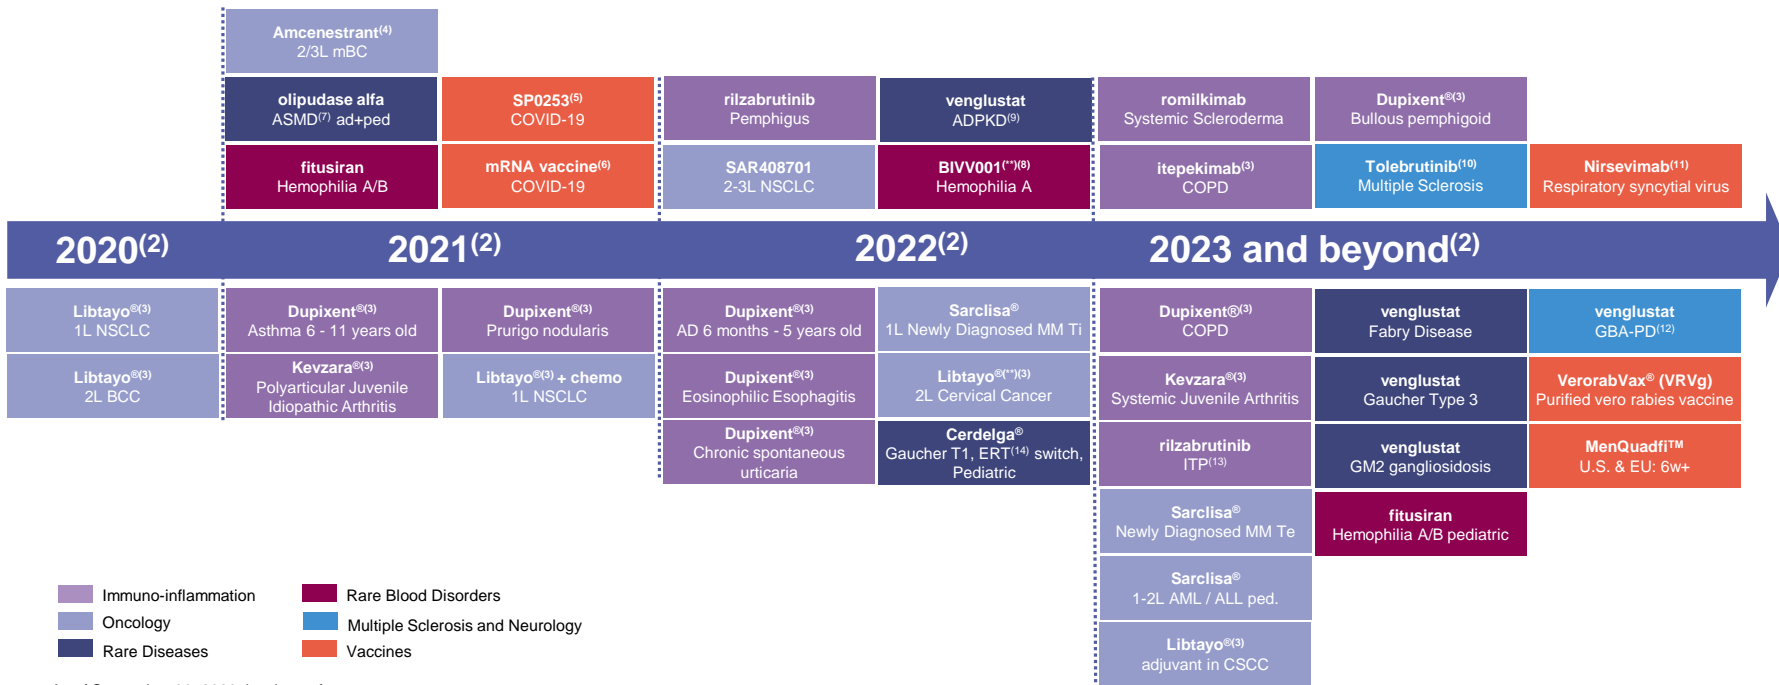 Amcenestrant(4)
2/3L mBC
olipudase alfa
ASMD(7) ad+ped
SP0253(5)
COVID-19
rilzabrutinib
Pemphigus
venglustat
ADPKD(9)
romilkimab
Systemic Scleroderma
Dupixent®(3)
Bullous pemphigoid
fitusiran
Hemophilia A/B
mRNA vaccine(6)
COVID-19
SAR408701
2-3L NSCLC
BIVV001(**)(8)
Hemophilia A
itepekimab(3)
COPD
Tolebrutinib(10)
Multiple Sclerosis
Nirsevimab(11)
Respiratory syncytial virus
2020(2)
2021(2)
2022(2)
2023 and beyond(2)
Libtayo®(3)
1L NSCLC
Dupixent®(3)
Asthma 6 - 11 years old
Dupixent®(3)
Prurigo nodularis
Dupixent®(3)
AD 6 months - 5 years old
Sarclisa®
1L Newly Diagnosed MM Ti
Dupixent®(3)
COPD
venglustat
Fabry Disease
venglustat
GBA-PD(12)
Libtayo®(3)
2L BCC
Kevzara®(3)
Polyarticular Juvenile
Idiopathic Arthritis
Libtayo®(3) + chemo
1L NSCLC
Dupixent®(3)
Eosinophilic Esophagitis
Libtayo®(**)(3)
2L Cervical Cancer
Kevzara®(3)
Systemic Juvenile Arthritis
venglustat
Gaucher Type 3
VerorabVax® (VRVg)
Purified vero rabies vaccine
Dupixent®(3)
Chronic spontaneous
urticaria
Cerdelga®
Gaucher T1, ERT(14) switch,
Pediatric
rilzabrutinib
ITP(13)
venglustat
GM2 gangliosidosis
MenQuadfi™
U.S. & EU: 6w+
Sarclisa®
Newly Diagnosed MM Te
fitusiran
Hemophilia A/B pediatric
Sarclisa®
1-2L AML / ALL ped.
Libtayo®(3)
adjuvant in CSCC
Immuno-inflammation
Oncology
Rare Diseases
Rare Blood Disorders
Multiple Sclerosis and Neurology
Vaccines